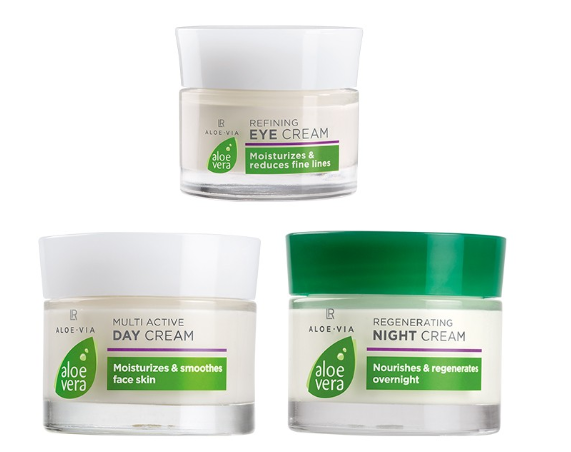 LR
ALOE·VIA
REFINING
EYE CREAM
aloe
vera
Moisturizes &
reduces fine lines
LR
ALOE·VIA
MULTI ACTIVE
DAY CREAM
aloe
vera
Moisturizes & smoothes
face skin
LR
ALOE·VIA
REGENERATING
NIGHT CREAM
aloe
vera
Nourishes & regenerates
overnight